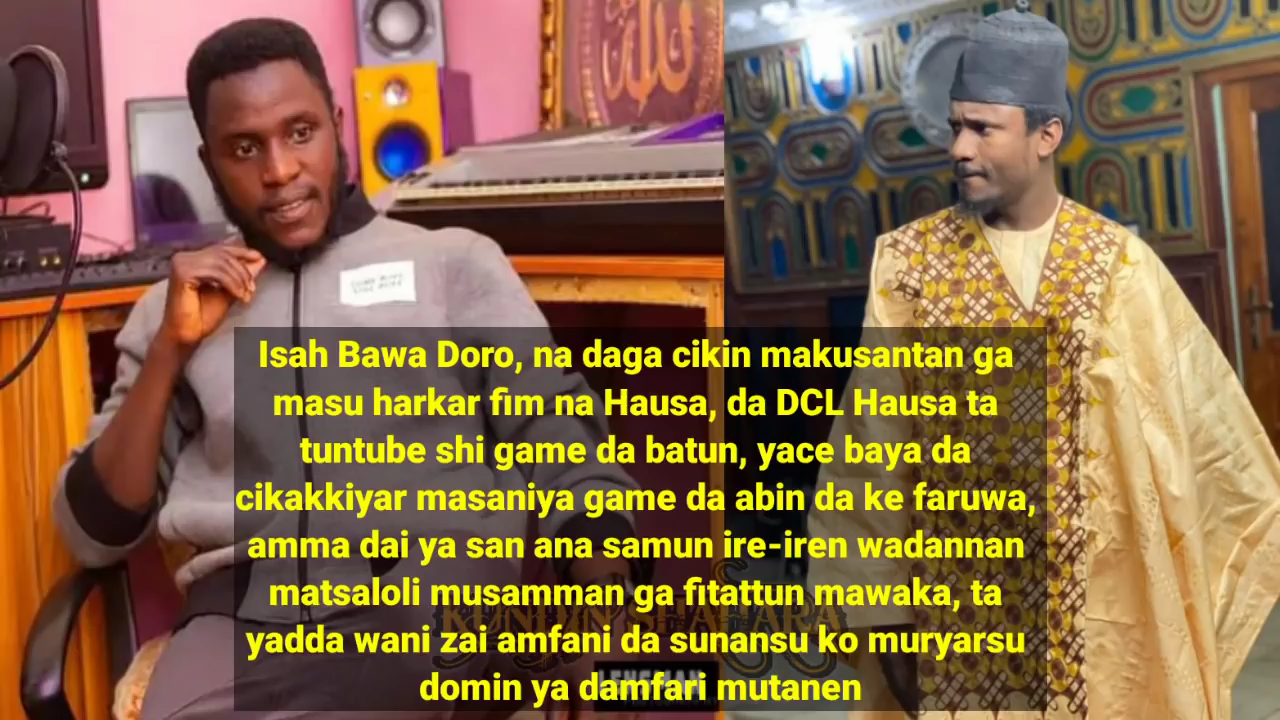 Isah Bawa Doro, na daga cikin makusantan ga
masu harkar fim na Hausa, da DCL Hausa ta
tuntube shi game da batun, yace baya da
cikakkiyar masaniya game da abin da ke faruwa,
amma dai ya san ana samun ire-iren wadannan
matsaloli musamman ga fitattun mawaka, ta
yadda wani zai amfani da sunansu ko muryarsu
domin ya damfari mutanen